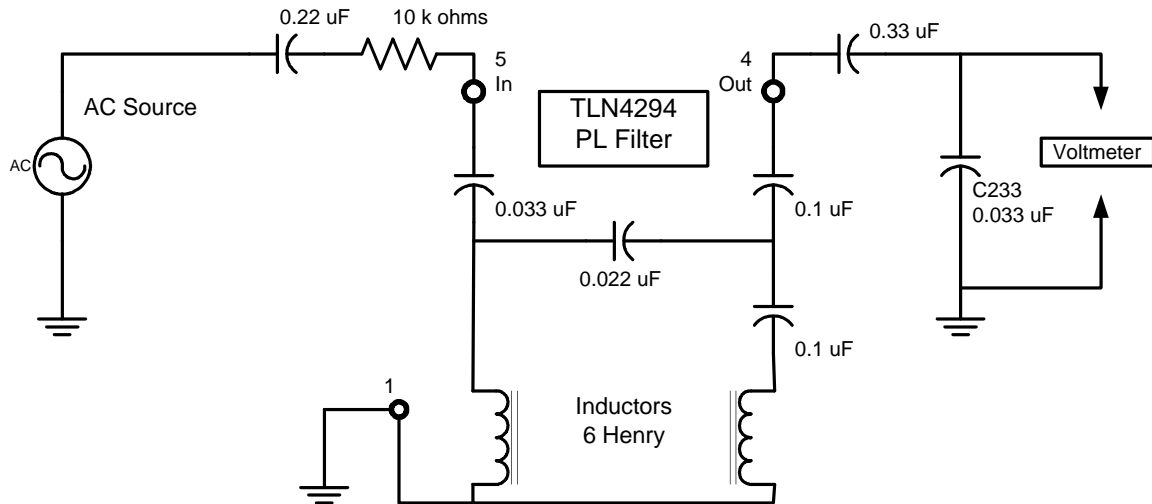 0.22 uF
10 k ohms
5
In
4
Out
0.33 uF
AC Source
AC
TLN4294
PL Filter
Voltmeter
0.033 uF
0.1 uF
C233
0.033 uF
0.022 uF
0.1 uF
1
Inductors
6 Henry